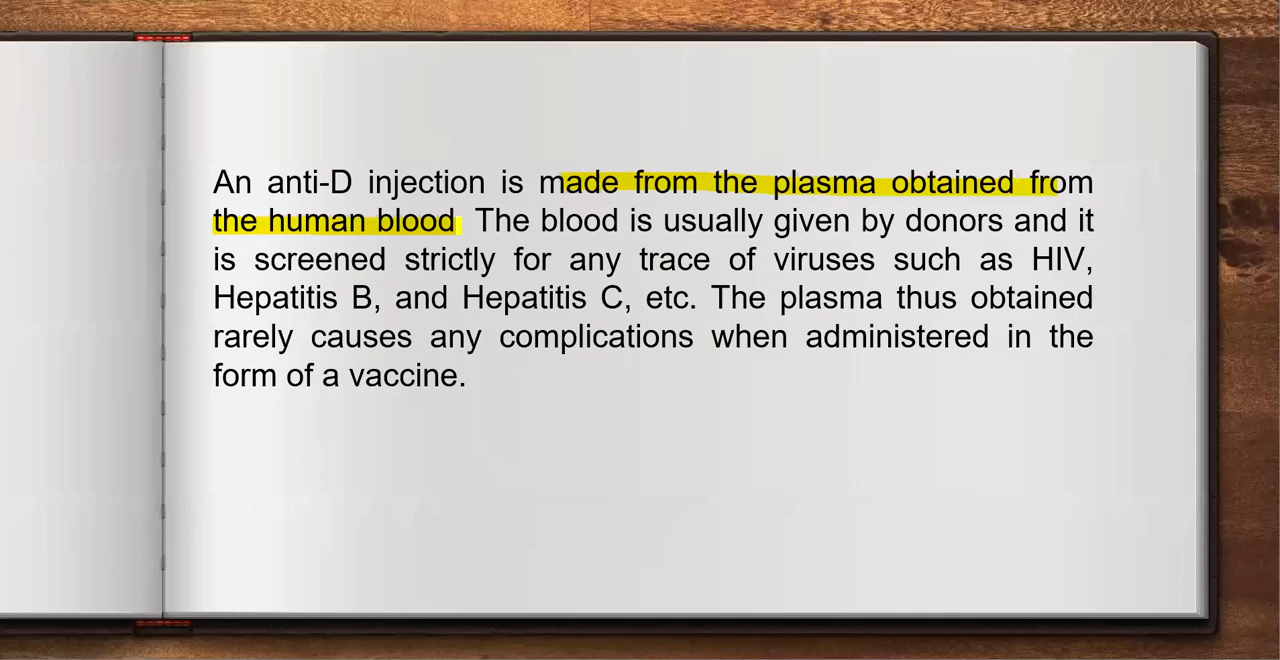 An anti-D injection is made from the plasma obtained from
the human blood The blood is usually given by donors and it
is screened strictly for any trace of viruses such as HIV,
Hepatitis B, and Hepatitis C, etc. The plasma thus obtained
rarely causes any complications when administered in the
form of a vaccine.